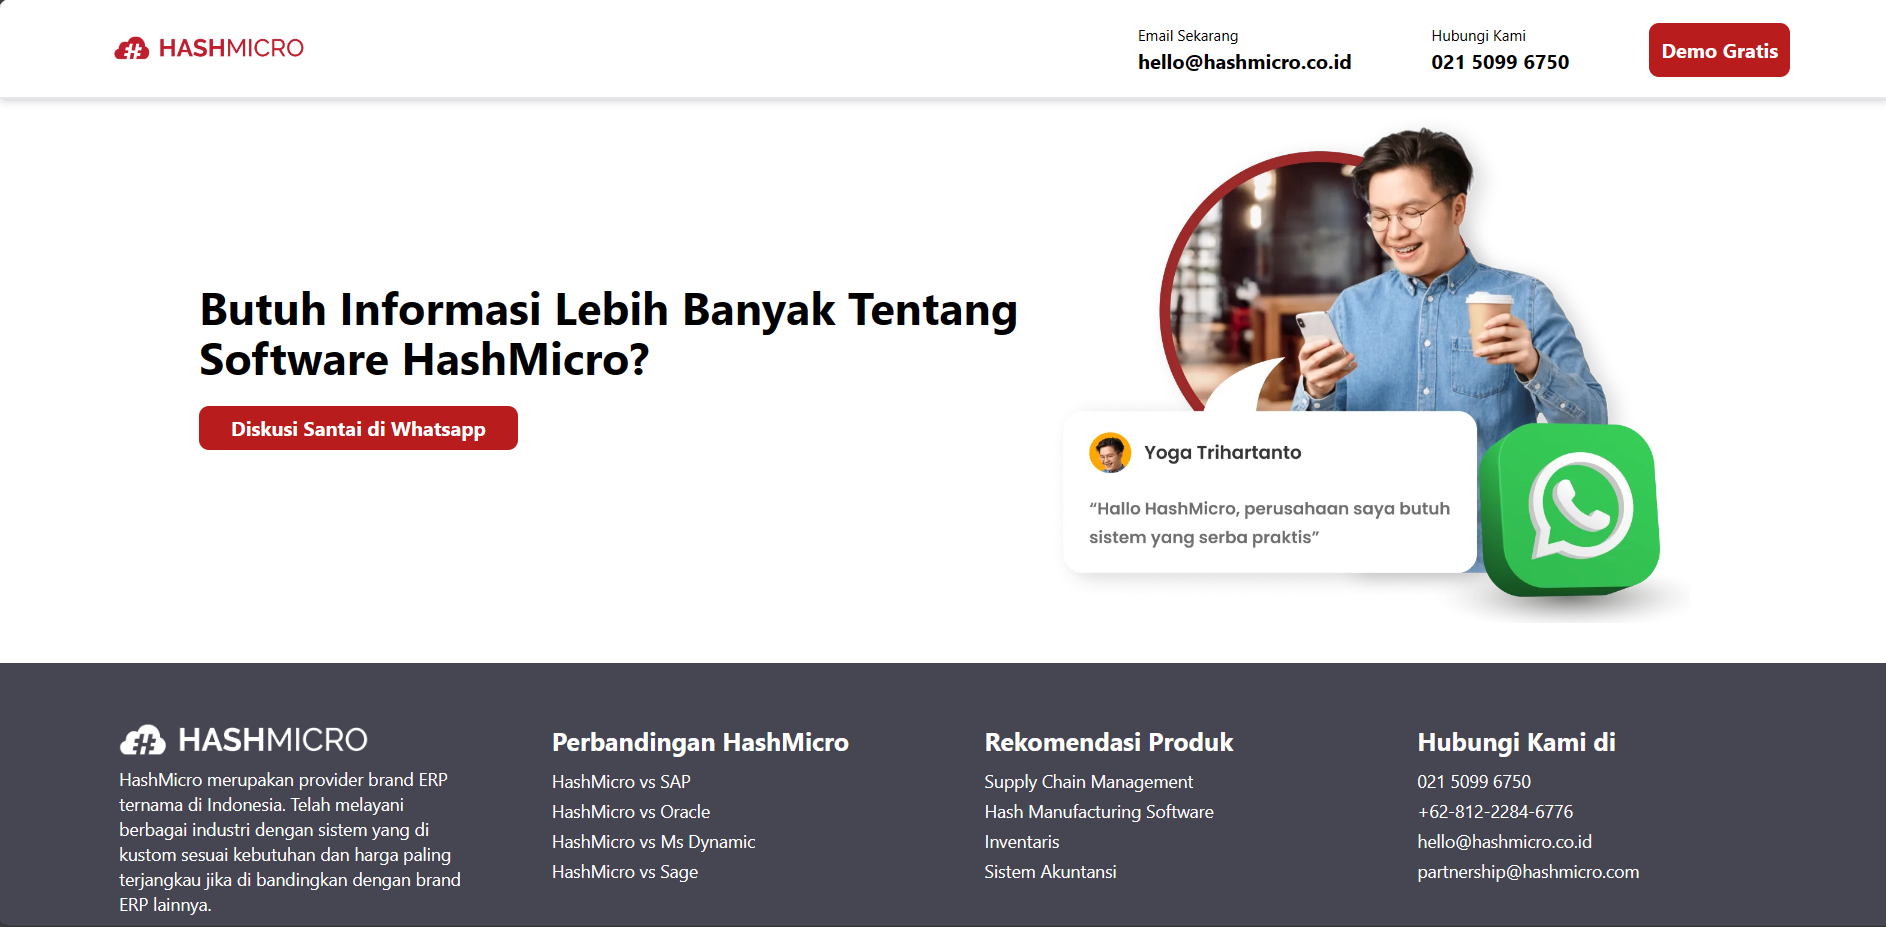 HASHMICRO
Email Sekarang
hello@hashmicro.co.id
Hubungi Kami
021 5099 6750
Demo Gratis
Butuh Informasi Lebih Banyak Tentang
Software HashMicro?
Diskusi Santai di Whatsapp
Yoga Trihartanto
“Hallo HashMicro, perusahaan saya butuh
sistem yang serba praktis”
HASHMICRO
HashMicro merupakan provider brand ERP
ternama di Indonesia. Telah melayani
berbagai industri dengan sistem yang di
kustom sesuai kebutuhan dan harga paling
terjangkau jika di bandingkan dengan brand
ERP lainnya.
Perbandingan HashMicro
HashMicro vs SAP
HashMicro vs Oracle
HashMicro vs Ms Dynamic
HashMicro vs Sage
Rekomendasi Produk
Supply Chain Management
Hash Manufacturing Software
Inventaris
Sistem Akuntansi
Hubungi Kami di
021 5099 6750
+62-812-2284-6776
hello@hashmicro.co.id
partnership@hashmicro.com